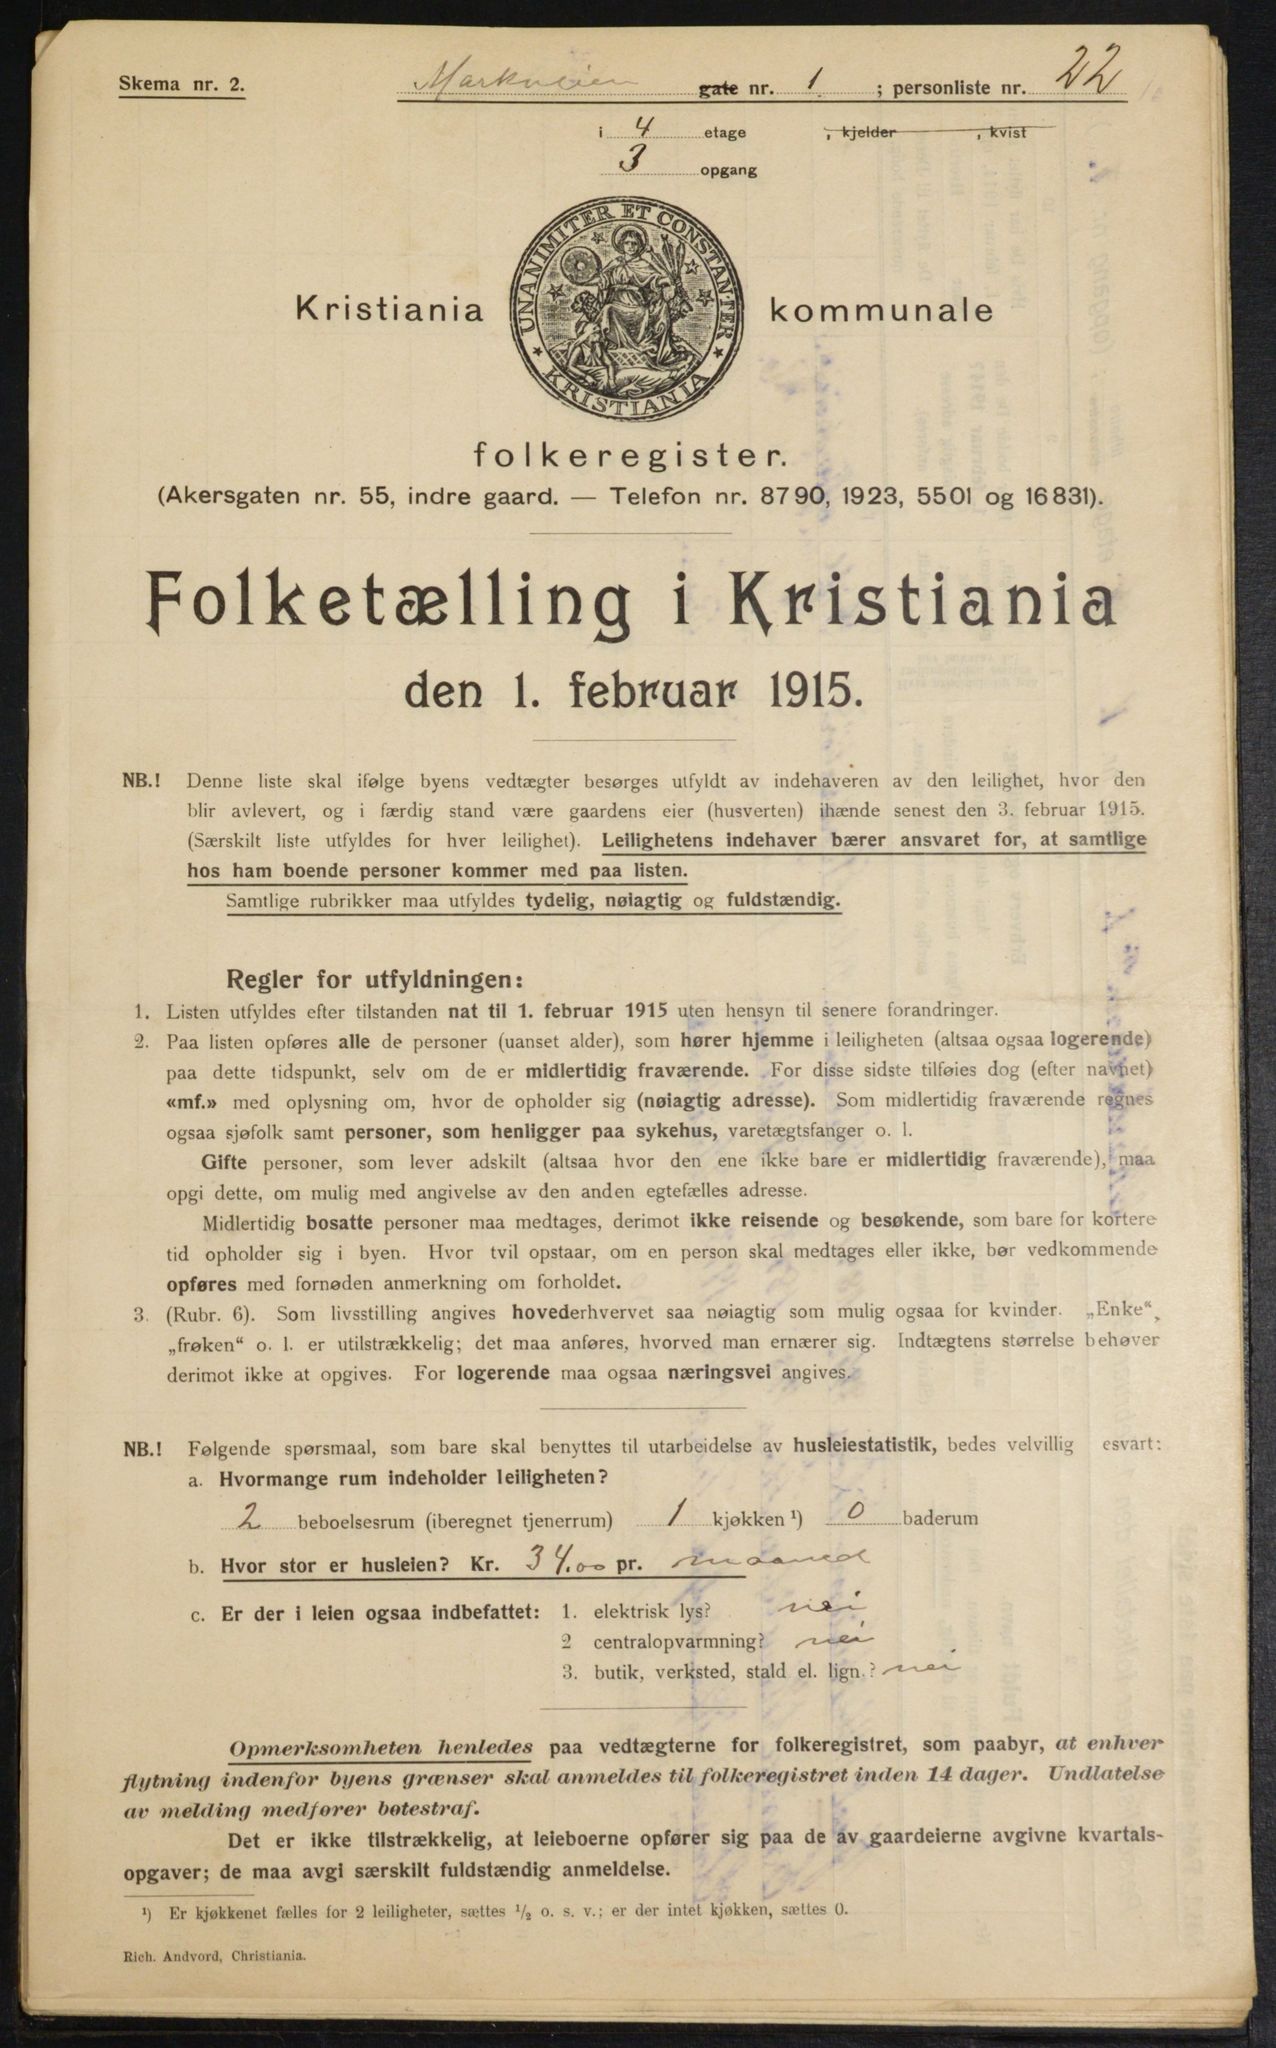 Skema nr. 2. Markveien gate nr. 1 ; personliste nr. 22
i 4 etage , kjelder , kvist
3 opgang
UNANIMITER ET CONSTANTER ★ KRISTIANIA ★
Kristiania kommunale
folkeregister.
(Akersgaten nr. 55, indre gaard. — Telefon nr. 8790, 1923, 5501 og 16831).
Folketælling i Kristiania
den 1. februar 1915.
NB.! Denne liste skal ifølge byens vedtægter besørges utfyldt av indehaveren av den leilighet, hvor den
blir avlevert, og i færdig stand være gaardens eier (husverten) ihænde senest den 3. februar 1915.
(Særskilt liste utfyldes for hver leilighet). Leilighetens indehaver bærer ansvaret for, at samtlige
hos ham boende personer kommer med paa listen.
Samtlige rubrikker maa utfyldes tydelig, nøiagtig og fuldstændig.
Regler for utfyldningen:
1. Listen utfyldes efter tilstanden nat til 1. februar 1915 uten hensyn til senere forandringer.
2. Paa listen opføres alle de personer (uanset alder), som hører hjemme i leiligheten (altsaa ogsaa logerende)
paa dette tidspunkt, selv om de er midlertidig fraværende. For disse sidste tilføies dog (efter navnet)
«mf.» med oplysning om, hvor de opholder sig (nøiagtig adresse). Som midlertidig fraværende regnes
ogsaa sjøfolk samt personer, som henligger paa sykehus, varetægtsfanger o. l.
Gifte personer, som lever adskilt (altsaa hvor den ene ikke bare er midlertidig fraværende), maa
opgi dette, om mulig med angivelse av den anden egtefælles adresse.
Midlertidig bosatte personer maa medtages, derimot ikke reisende og besøkende, som bare for kortere
tid opholder sig i byen. Hvor tvil opstaar, om en person skal medtages eller ikke, bør vedkommende
opføres med fornøden anmerkning om forholdet.
3. (Rubr. 6). Som livsstilling angives hovederhvervet saa nøiagtig som mulig ogsaa for kvinder. „Enke“,
„frøken“ o. l. er utilstrækkelig; det maa anføres, hvorved man ernærer sig. Indtægtens størrelse behøver
derimot ikke at opgives. For logerende maa ogsaa næringsvei angives.
NB.! Følgende spørsmaal, som bare skal benyttes til utarbeidelse av husleiestatistik, bedes velvillig esvart:
a. Hvormange rum indeholder leiligheten?
2 beboelsesrum (iberegnet tjenerrum) 1 kjøkken ¹) 0 baderum
b. Hvor stor er husleien? Kr. 34.00 pr. maaned
c. Er der i leien ogsaa indbefattet: 1. elektrisk lys? nei
2 centralopvarmning? nei
3. butik, verksted, stald el. lign.? nei
Opmerksomheten henledes paa vedtægterne for folkeregistret, som paabyr, at enhver
flytning indenfor byens grænser skal anmeldes til folkeregistret inden 14 dager. Undlatelse
av melding medfører bøtestraf.
Det er ikke tilstrækkelig, at leieboerne opfører sig paa de av gaardeierne avgivne kvartals-
opgaver; de maa avgi særskilt fuldstændig anmeldelse.
¹) Er kjøkkenet fælles for 2 leiligheter, sættes ½ o. s. v.; er der intet kjøkken, sættes 0.
Rich. Andvord, Christiania.